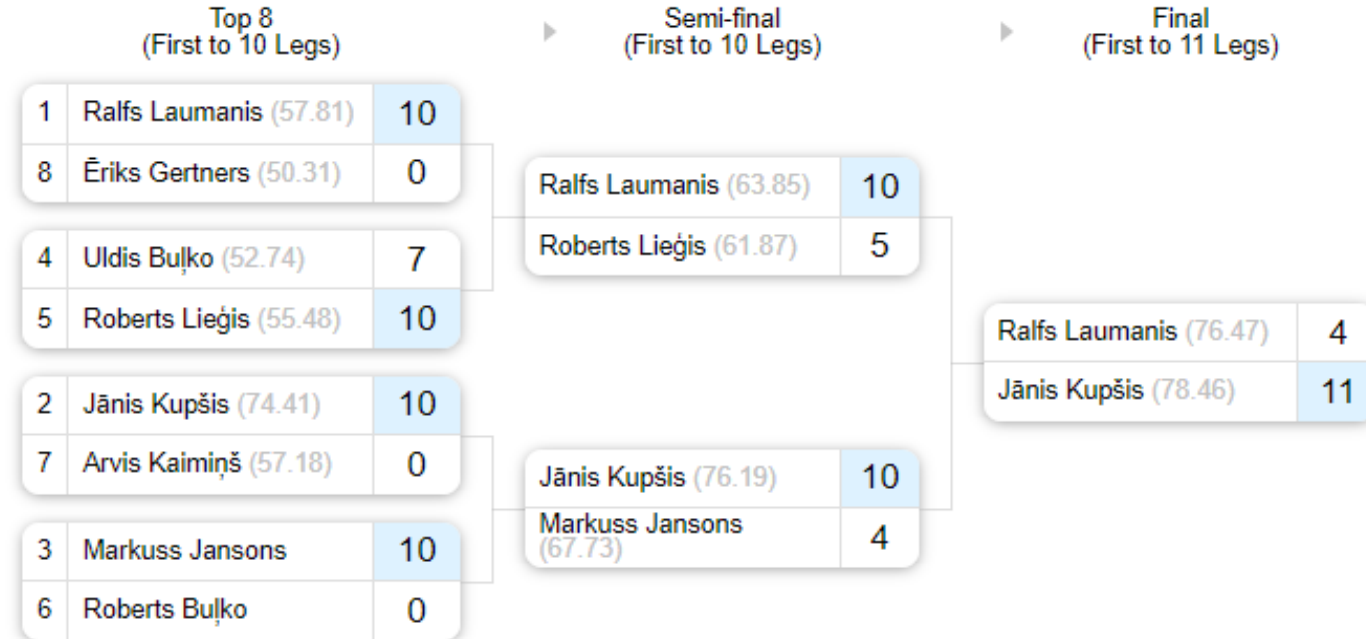 Top 8
(First to 10 Legs)
Semi-final
(First to 10 Legs)
Final
(First to 11 Legs)
1 Ralfs Laumanis (57.81) 10
8 Ēriks Gertners (50.31) 0
4 Uldis Buļko (52.74) 7
5 Roberts Lieģis (55.48) 10
2 Jānis Kupšis (74.41) 10
7 Arvis Kaimiņš (57.18) 0
3 Markuss Jansons 10
6 Roberts Buļko 0
Ralfs Laumanis (63.85) 10
Roberts Lieģis (61.87) 5
Jānis Kupšis (76.19) 10
Markuss Jansons
(67.73) 4
Ralfs Laumanis (76.47) 4
Jānis Kupšis (78.46) 11